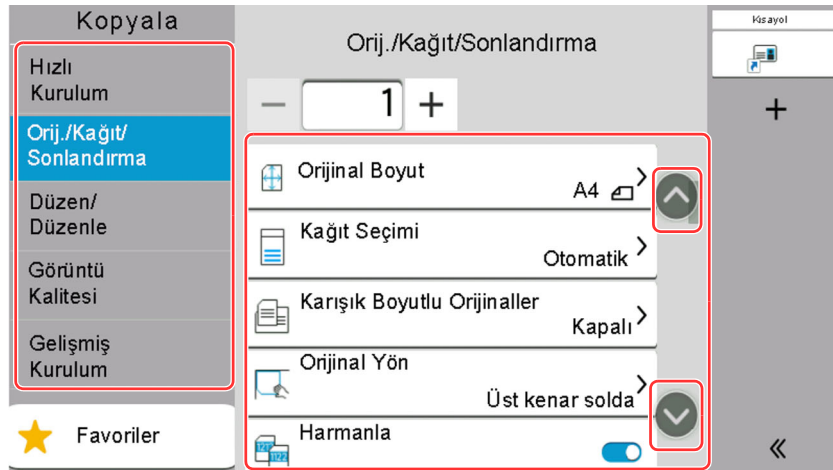 Kopyala
Hızlı
Kurulum
Orij./Kağıt/
Sonlandırma
Düzen/
Düzenle
Görüntü
Kalitesi
Gelişmiş
Kurulum
Favoriler
Orij./Kağıt/Sonlandırma
1
Orijinal Boyut
A4
Kağıt Seçimi
Otomatik
Karışık Boyutlu Orijinaller
Kapalı
Orijinal Yön
Üst kenar solda
Harmanla
Kısayol